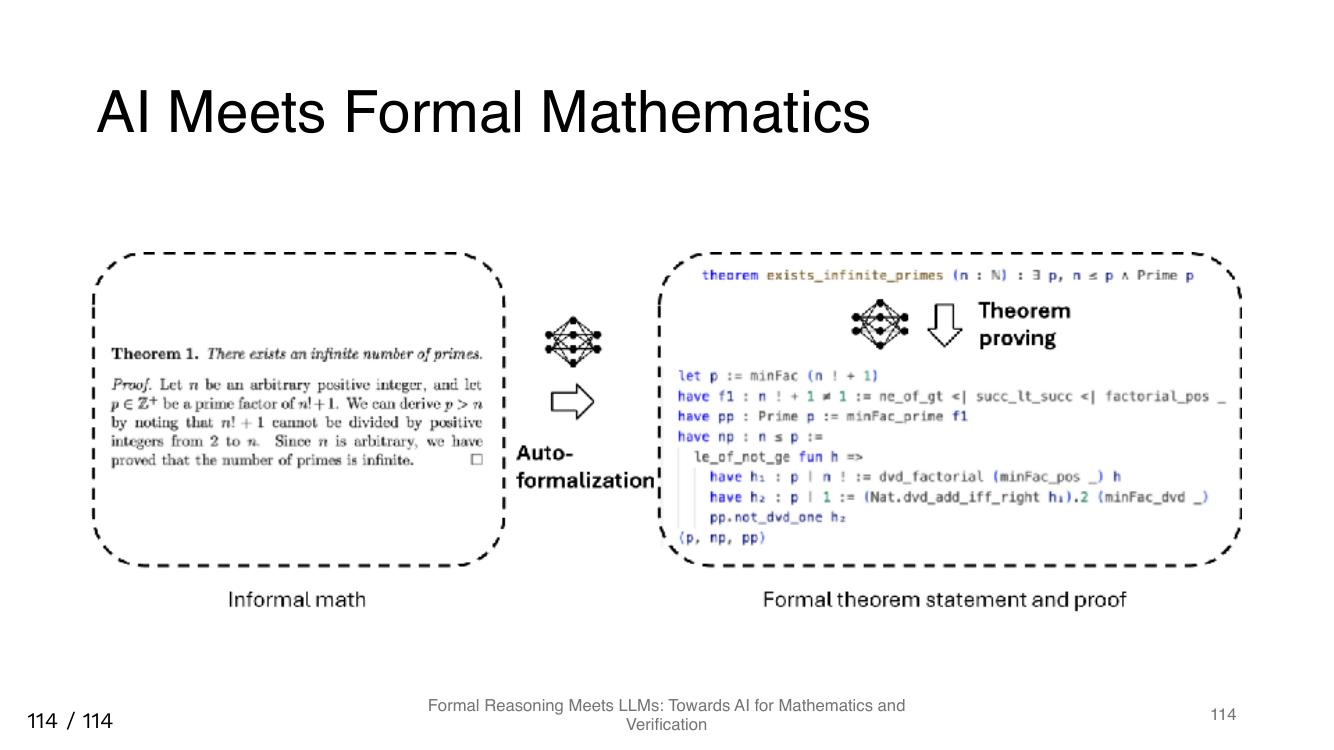 AI Meets Formal Mathematics
Theorem 1. There exists an infinite number of primes.
Proof. Let n be an arbitrary positive integer, and let
p ∈ ℤ⁺ be a prime factor of n!+1. We can derive p > n
by noting that n! + 1 cannot be divided by positive
integers from 2 to n. Since n is arbitrary, we have
proved that the number of primes is infinite. □
Informal math
Auto-
formalization
theorem exists_infinite_primes (n : ℕ) : ∃ p, n ≤ p ∧ Prime p
Theorem
proving
let p := minFac (n ! + 1)
have f1 : n ! + 1 ≠ 1 := ne_of_gt <| succ_lt_succ <| factorial_pos _
have pp : Prime p := minFac_prime f1
have np : n ≤ p :=
le_of_not_ge fun h =>
have h₁ : p ∣ n ! := dvd_factorial (minFac_pos _) h
have h₂ : p ∣ 1 := (Nat.dvd_add_iff_right h₁).2 (minFac_dvd _)
pp.not_dvd_one h₂
⟨p, np, pp⟩
Formal theorem statement and proof
114 / 114
Formal Reasoning Meets LLMs: Towards AI for Mathematics and
Verification
114